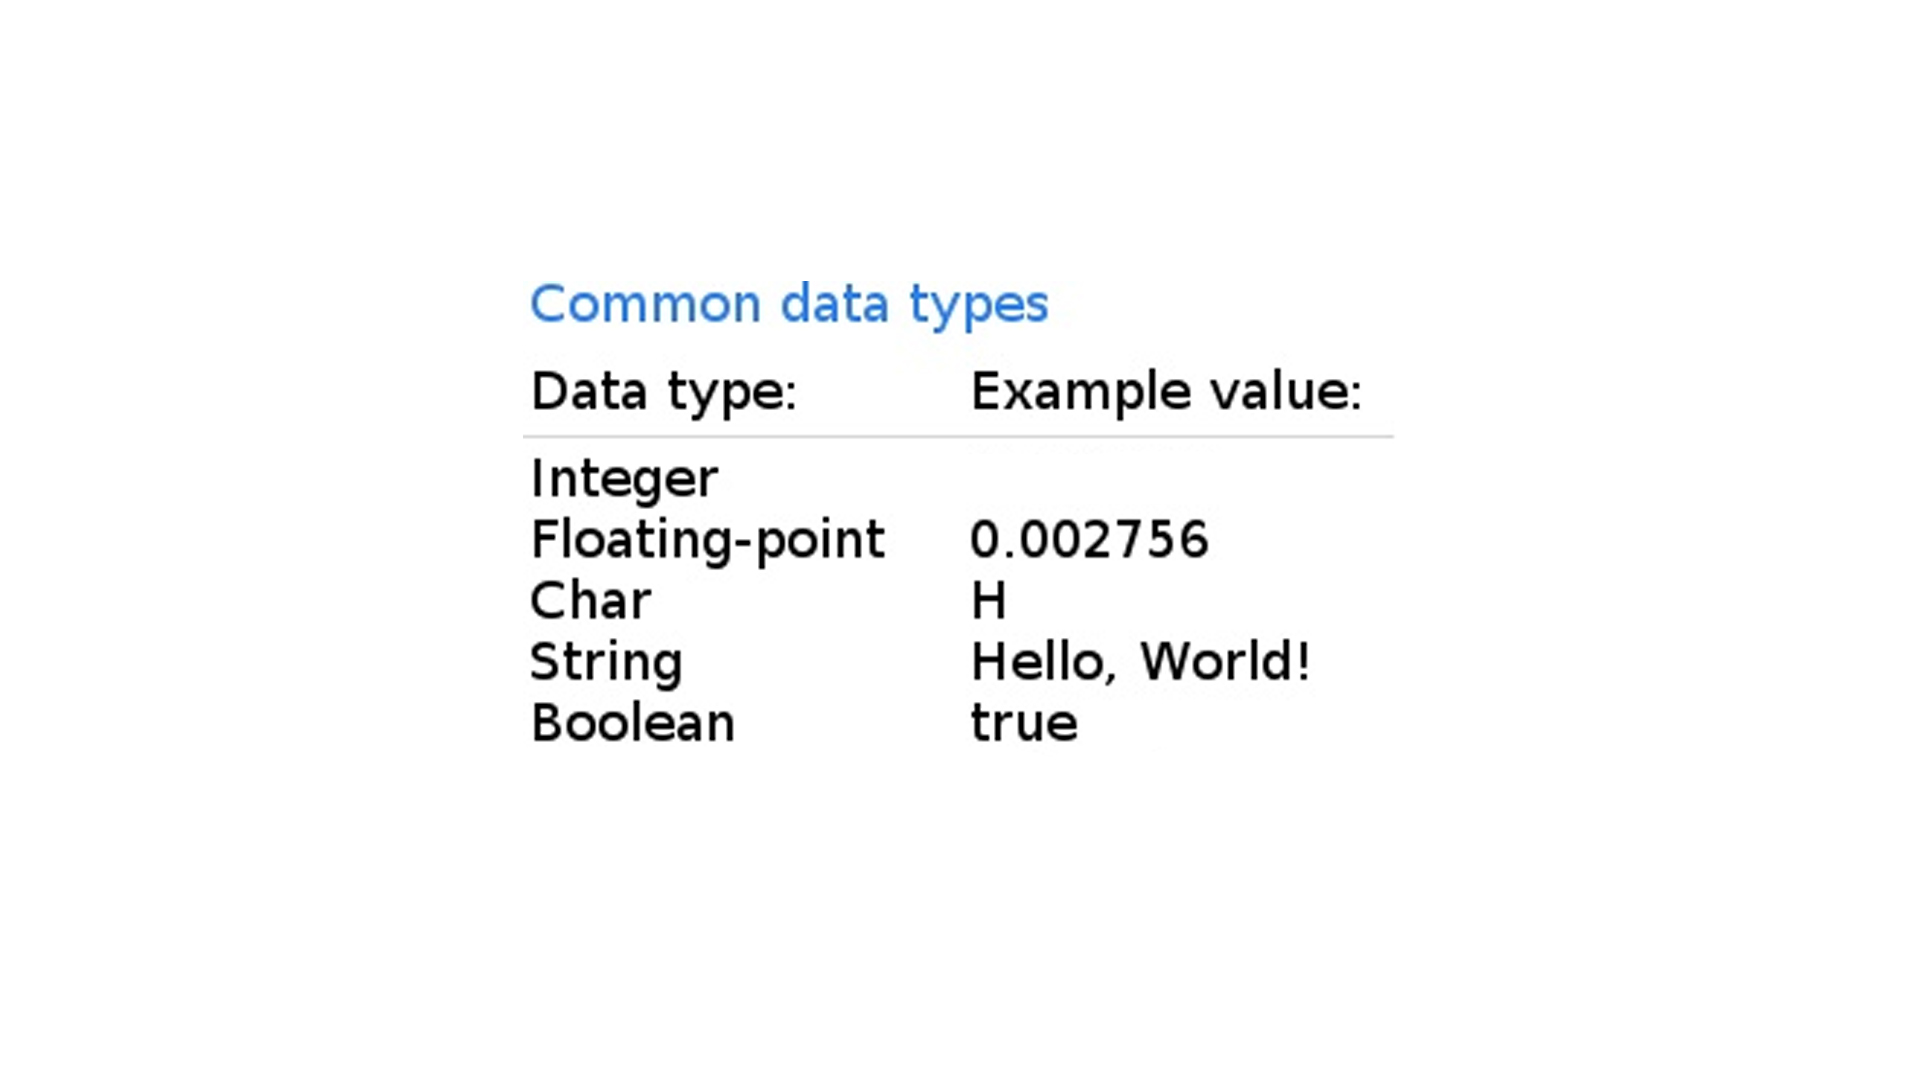 Common data types
Data type: Example value:
Integer
Floating-point 0.002756
Char H
String Hello, World!
Boolean true